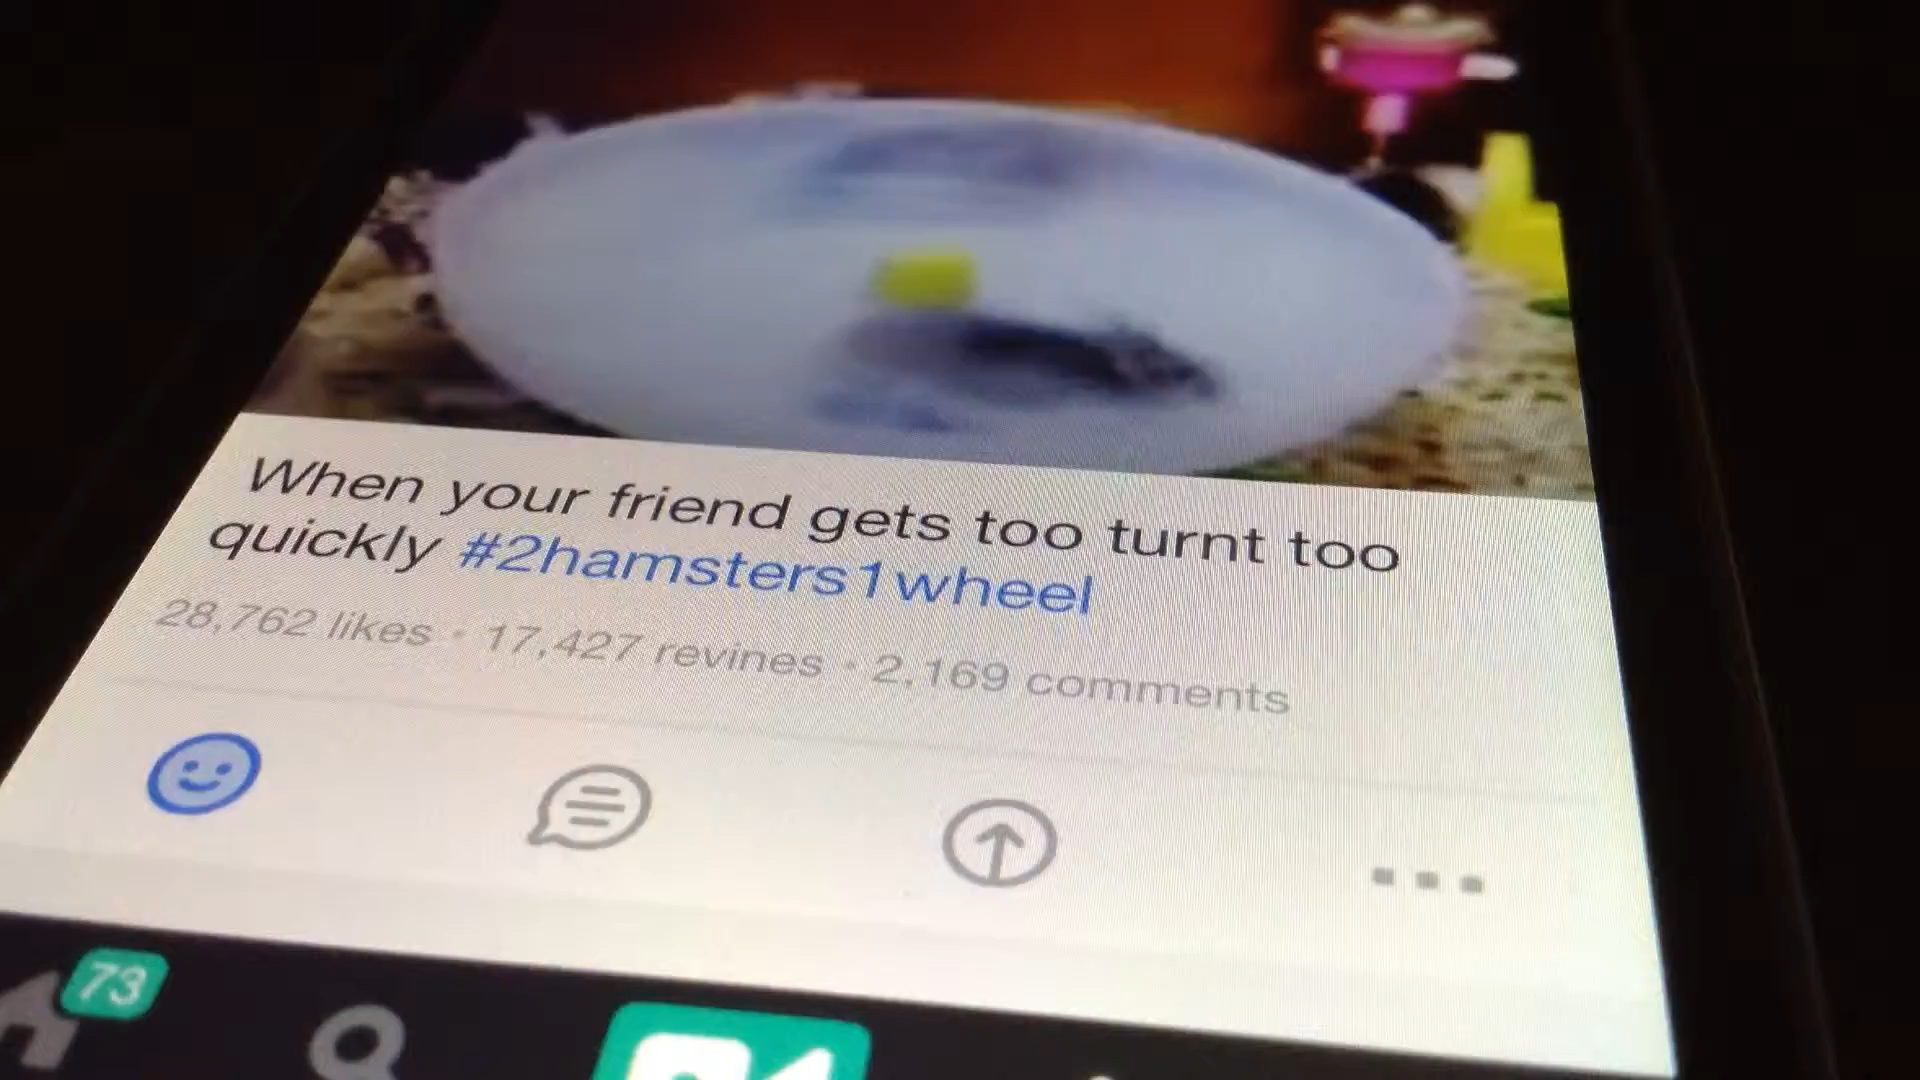 When your friend gets too turnt too
quickly #2hamsters1wheel
28,762 likes • 17,427 revines • 2,169 comments
73